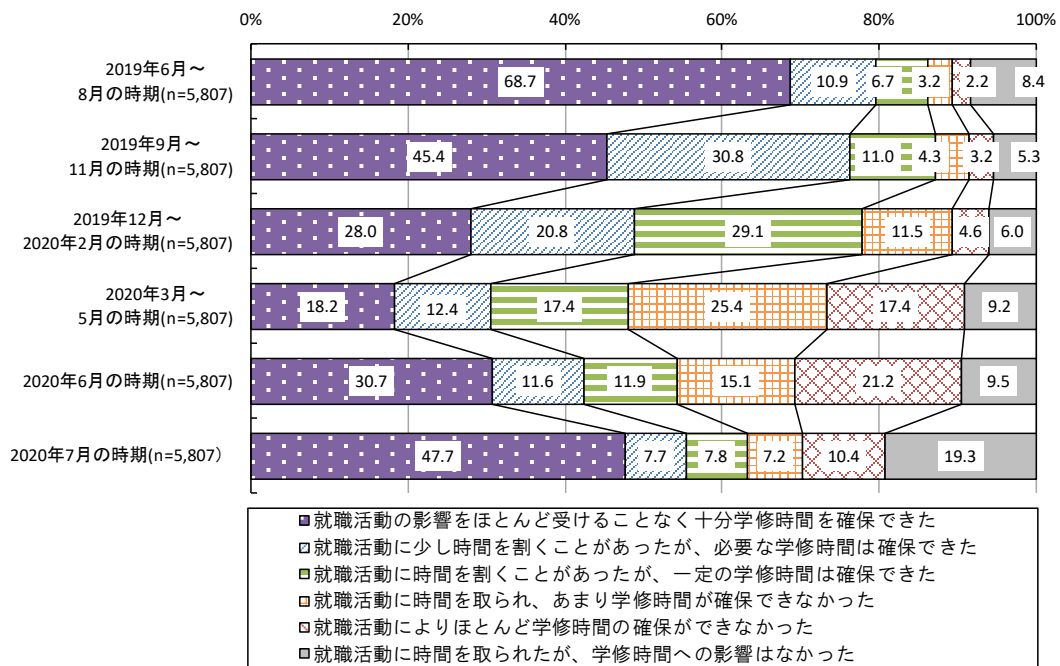 0% 20% 40% 60% 80% 100%
2019年6月～
8月の時期(n=5,807)
68.7 10.9 6.7 3.2 2.2 8.4
2019年9月～
11月の時期(n=5,807)
45.4 30.8 11.0 4.3 3.2 5.3
2019年12月～
2020年2月の時期(n=5,807)
28.0 20.8 29.1 11.5 4.6 6.0
2020年3月～
5月の時期(n=5,807)
18.2 12.4 17.4 25.4 17.4 9.2
2020年6月の時期(n=5,807)
30.7 11.6 11.9 15.1 21.2 9.5
2020年7月の時期(n=5,807）
47.7 7.7 7.8 7.2 10.4 19.3
就職活動の影響をほとんど受けることなく十分学修時間を確保できた
就職活動に少し時間を割くことがあったが、必要な学修時間は確保できた
就職活動に時間を割くことがあったが、一定の学修時間は確保できた
就職活動に時間を取られ、あまり学修時間が確保できなかった
就職活動によりほとんど学修時間の確保ができなかった
就職活動に時間を取られたが、学修時間への影響はなかった